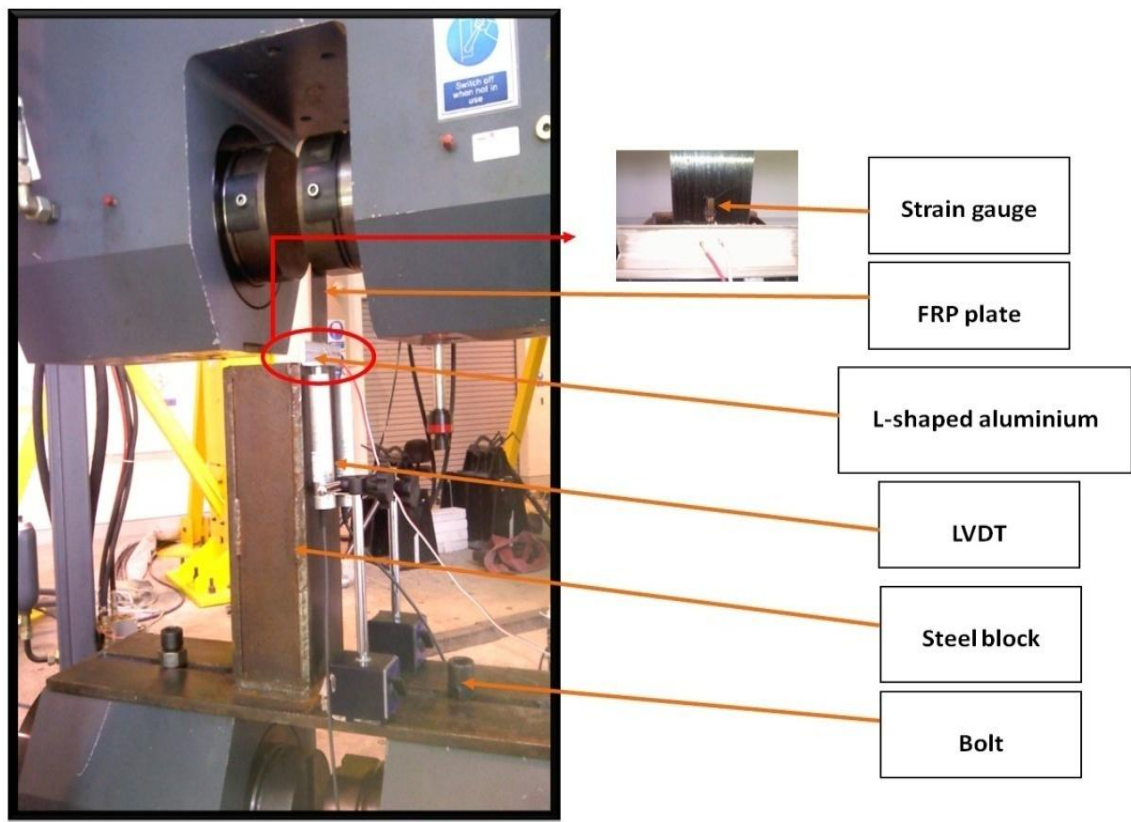 Switch off
when not in
use
Strain gauge
FRP plate
L-shaped aluminium
LVDT
Steel block
Bolt